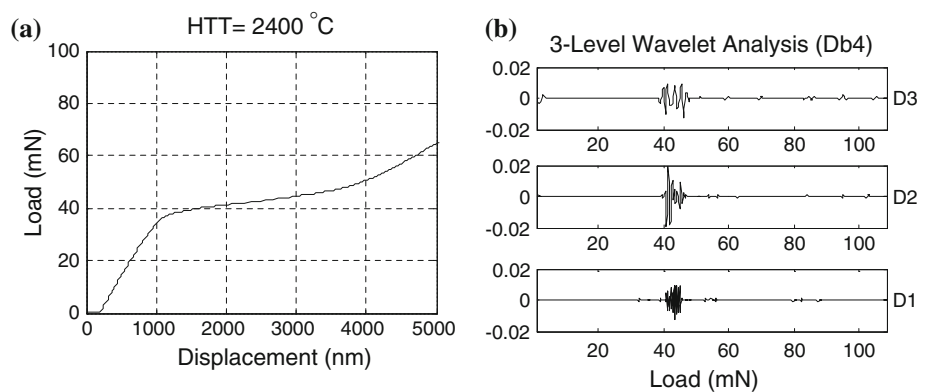 (a)
HTT= 2400 °C
100
80
60
40
20
0
0 1000 2000 3000 4000 5000
Load (mN)
Displacement (nm)
(b)
3-Level Wavelet Analysis (Db4)
0.02
0
-0.02
D3
20 40 60 80 100
0.02
0
-0.02
D2
20 40 60 80 100
0.02
0
-0.02
D1
20 40 60 80 100
Load (mN)